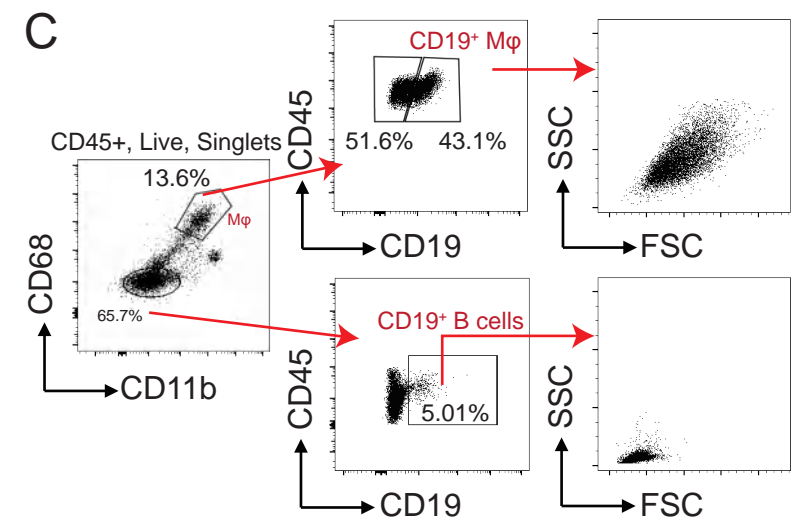 C
CD45+, Live, Singlets
13.6%
Mφ
65.7%
CD68
CD11b
CD19⁺ Mφ
51.6%
43.1%
CD45
CD19
SSC
FSC
CD19⁺ B cells
5.01%
CD45
CD19
SSC
FSC